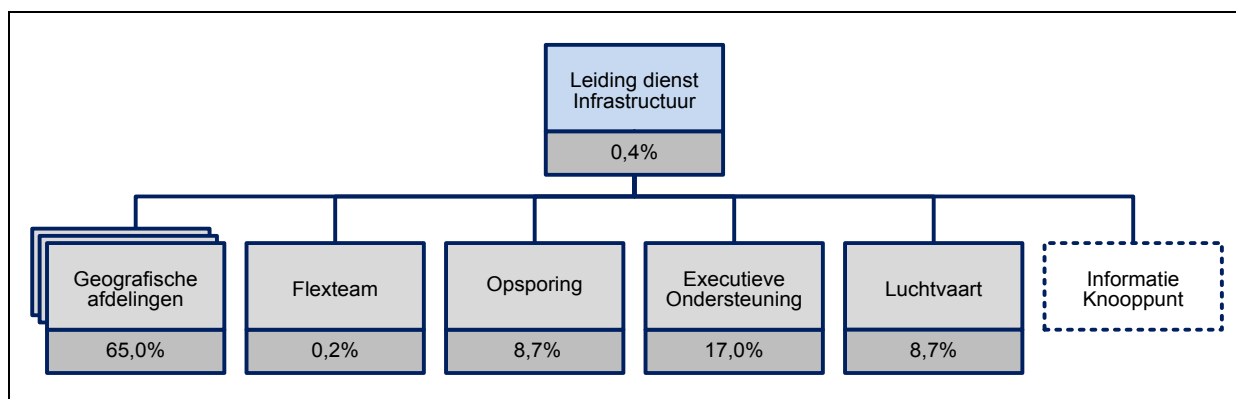 Leiding dienst
Infrastructuur
0,4%
Geografische
afdelingen
65,0%
Flexteam
0,2%
Opsporing
8,7%
Executieve
Ondersteuning
17,0%
Luchtvaart
8,7%
Informatie
Knooppunt